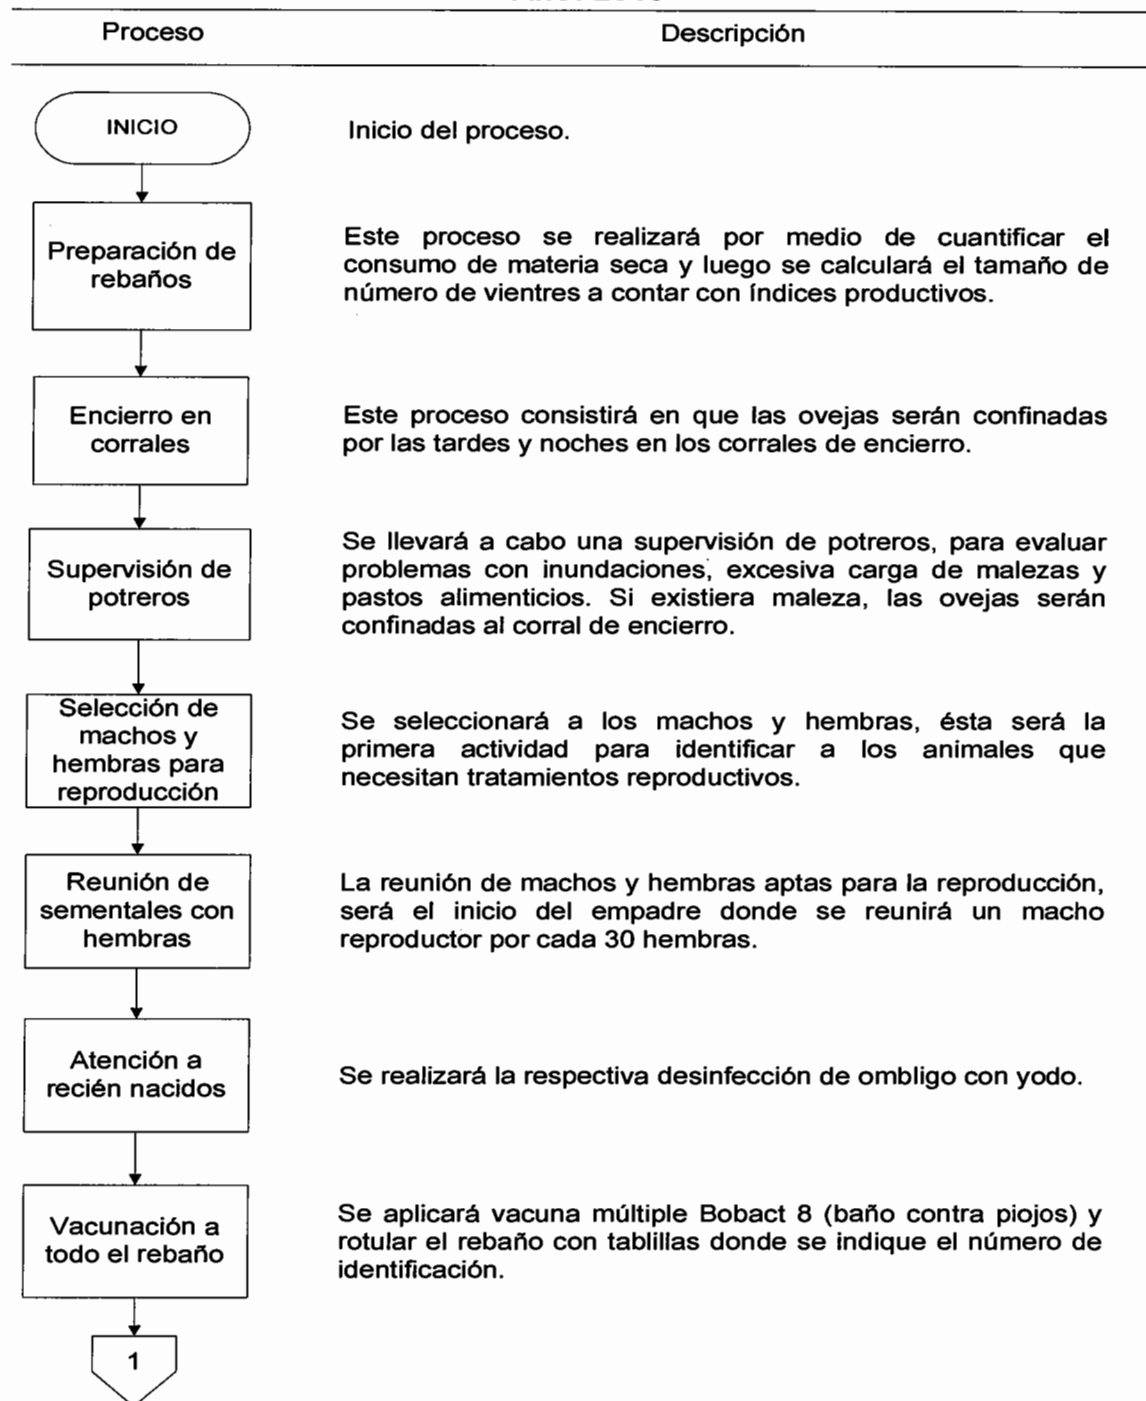 Proceso Descripción
INICIO
Inicio del proceso.
Preparación de
rebaños
Este proceso se realizará por medio de cuantificar el
consumo de materia seca y luego se calculará el tamaño de
número de vientres a contar con índices productivos.
Encierro en
corrales
Este proceso consistirá en que las ovejas serán confinadas
por las tardes y noches en los corrales de encierro.
Supervisión de
potreros
Se llevará a cabo una supervisión de potreros, para evaluar
problemas con inundaciones, excesiva carga de malezas y
pastos alimenticios. Si existiera maleza, las ovejas serán
confinadas al corral de encierro.
Selección de
machos y
hembras para
reproducción
Se seleccionará a los machos y hembras, ésta será la
primera actividad para identificar a los animales que
necesitan tratamientos reproductivos.
Reunión de
sementales con
hembras
La reunión de machos y hembras aptas para la reproducción,
será el inicio del empadre donde se reunirá un macho
reproductor por cada 30 hembras.
Atención a
recién nacidos
Se realizará la respectiva desinfección de ombligo con yodo.
Vacunación a
todo el rebaño
Se aplicará vacuna múltiple Bobact 8 (baño contra piojos) y
rotular el rebaño con tablillas donde se indique el número de
identificación.
1